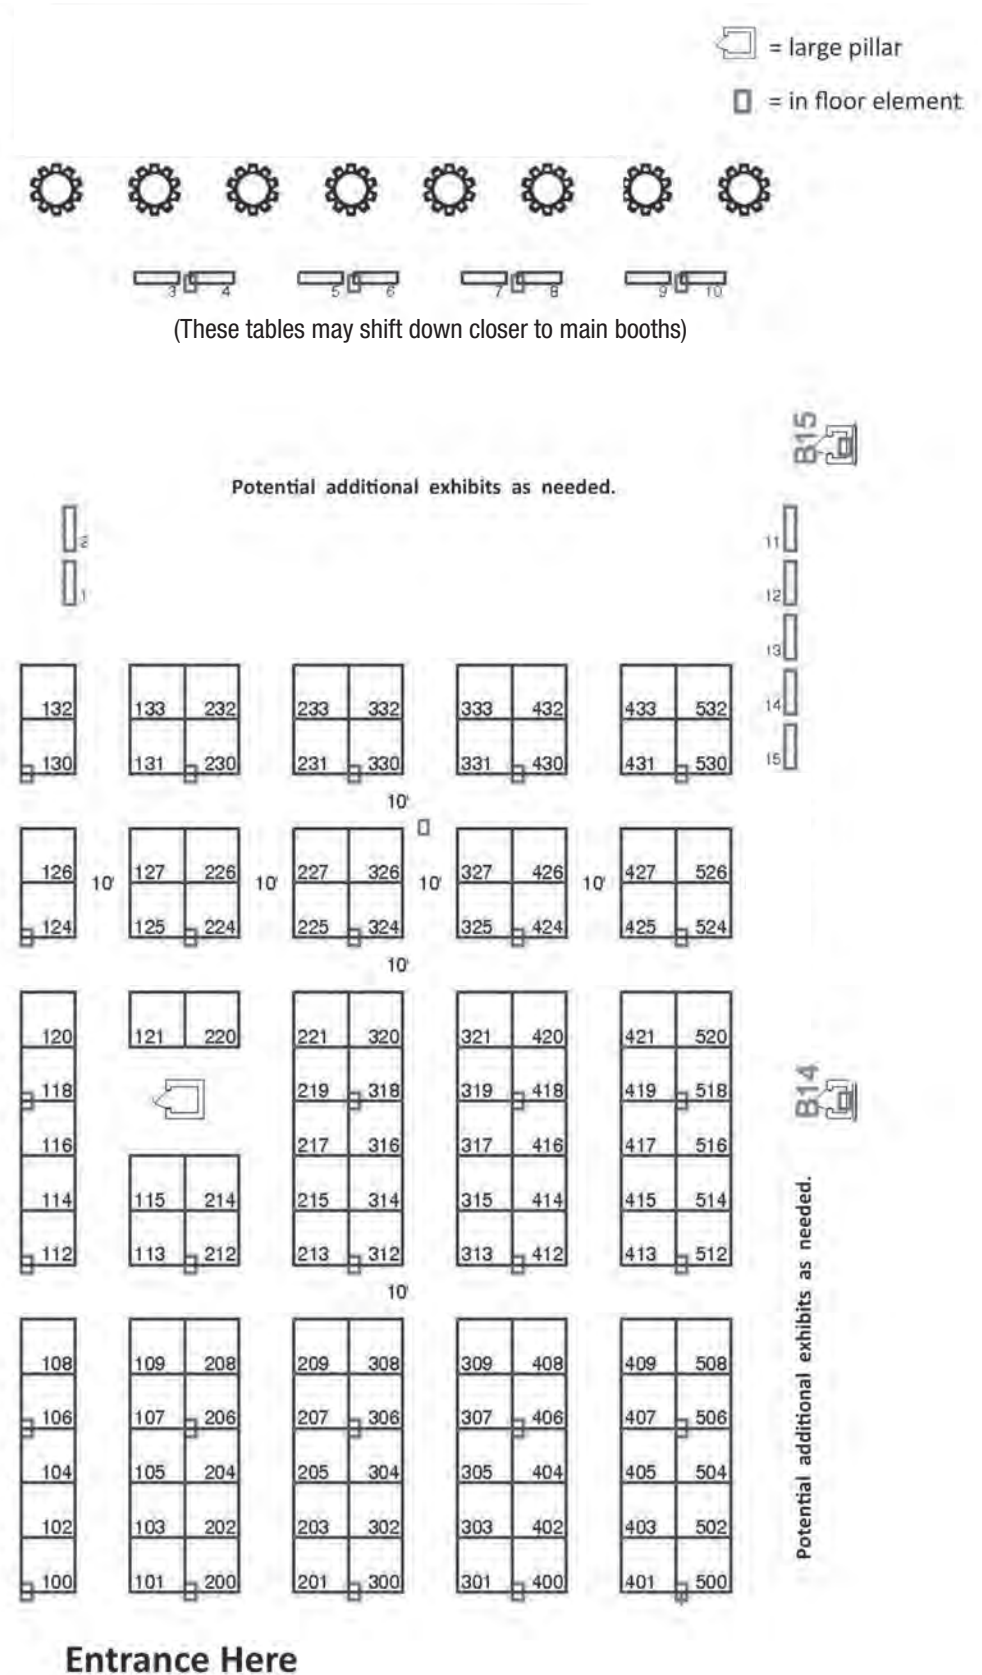 = large pillar
= in floor element
3 4 5 6 7 8 9 10
(These tables may shift down closer to main booths)
B15
Potential additional exhibits as needed.
2 11
1 12
13
132 133 232 233 332 333 432 433 532 14
130 131 230 231 330 331 430 431 530 15
10'
126 10' 127 226 10' 227 326 10' 327 426 10' 427 526
124 125 224 225 324 325 424 425 524
10'
120 121 220 221 320 321 420 421 520
118 219 318 319 418 419 518 B14
116 217 316 317 416 417 516
114 115 214 215 314 315 414 415 514
112 113 212 213 312 313 412 413 512
10'
Potential additional exhibits as needed.
108 109 208 209 308 309 408 409 508
106 107 206 207 306 307 406 407 506
104 105 204 205 304 305 404 405 504
102 103 202 203 302 303 402 403 502
100 101 200 201 300 301 400 401 500
Entrance Here